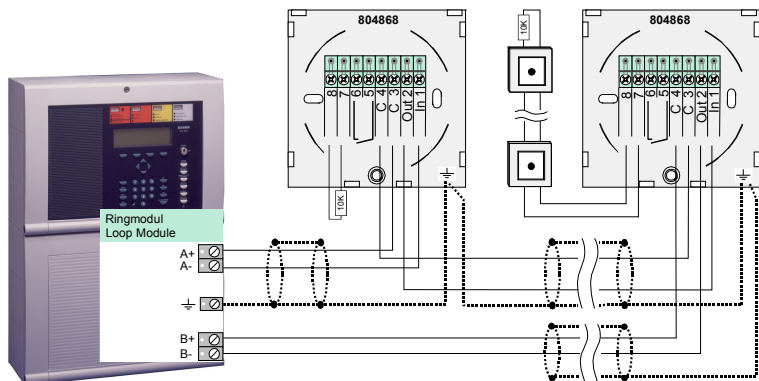 804868
8
7
6
5
C 4
C 3
Out 2
In 1
10K
10K
804868
8
7
6
5
C 4
C 3
Out 2
In 1
Ringmodul
Loop Module
A+
A-
B+
B-